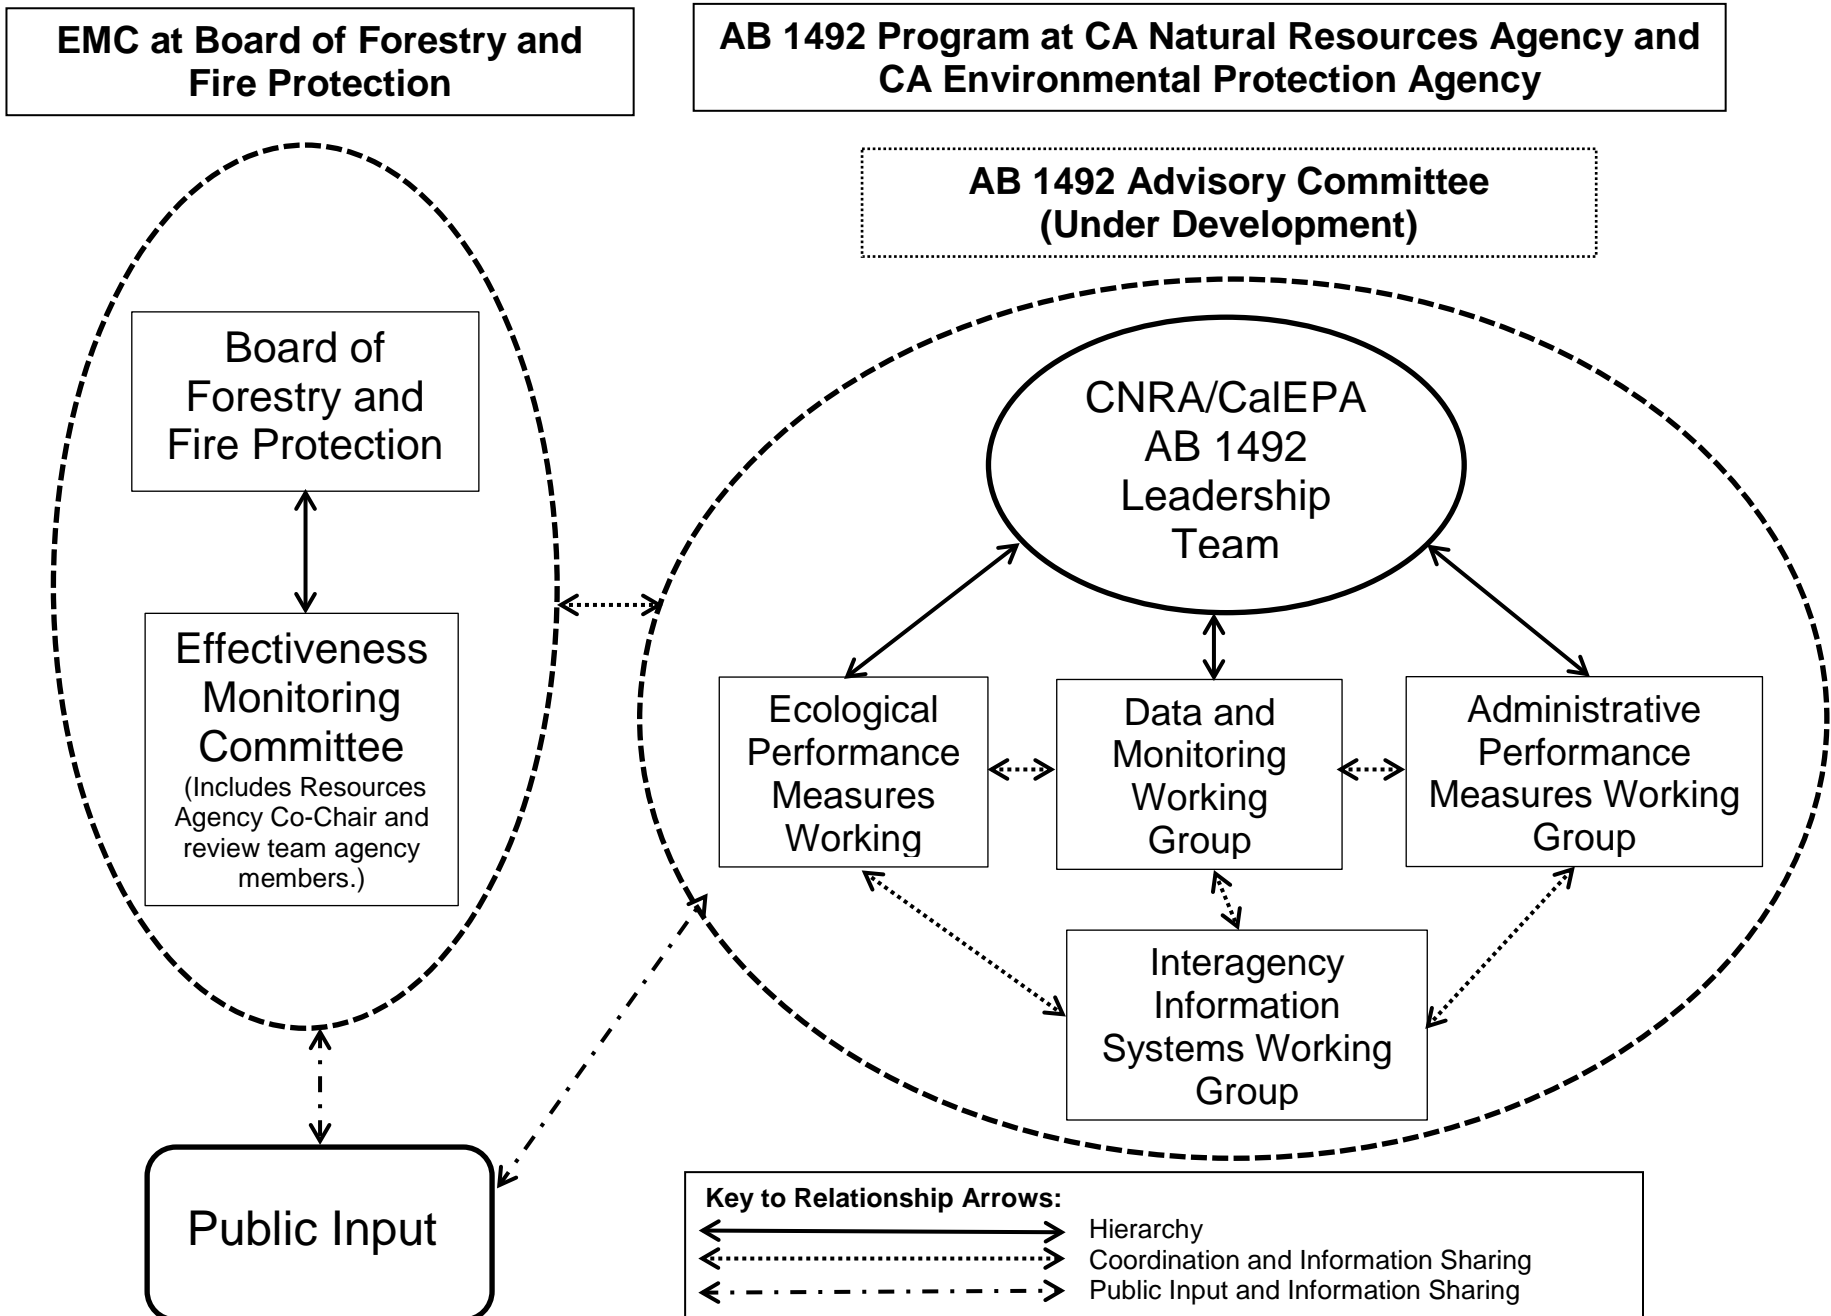 EMC at Board of Forestry and
Fire Protection
AB 1492 Program at CA Natural Resources Agency and
CA Environmental Protection Agency
AB 1492 Advisory Committee
(Under Development)
Board of
Forestry and
Fire Protection
Effectiveness
Monitoring
Committee
(Includes Resources
Agency Co-Chair and
review team agency
members.)
CNRA/CalEPA
AB 1492
Leadership
Team
Ecological
Performance
Measures
Working
Data and
Monitoring
Working
Group
Administrative
Performance
Measures Working
Group
Interagency
Information
Systems Working
Group
Public Input
Key to Relationship Arrows:
Hierarchy
Coordination and Information Sharing
Public Input and Information Sharing